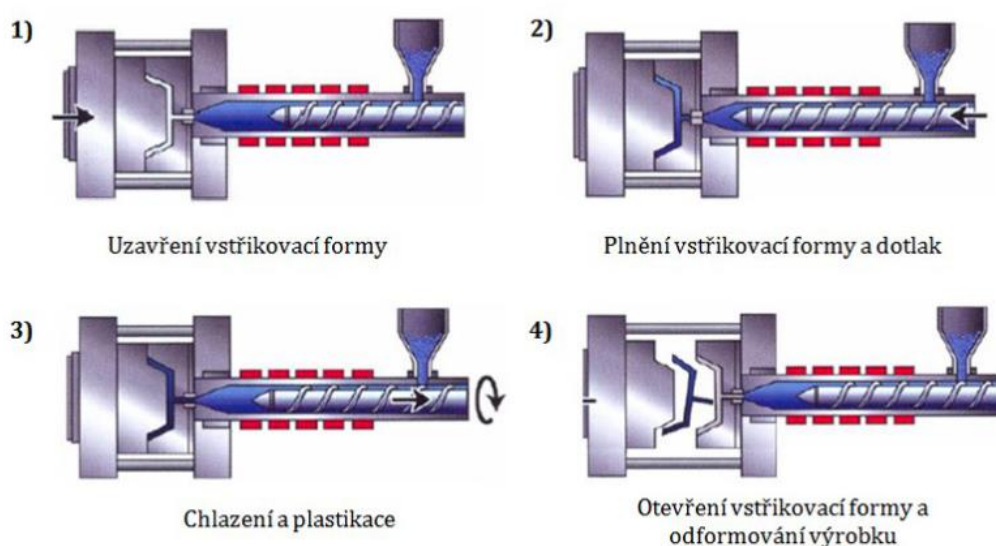 1)
Uzavření vstřikovací formy
2)
Plnění vstřikovací formy a dotlak
3)
Chlazení a plastikace
4)
Otevření vstřikovací formy a
odformování výrobku